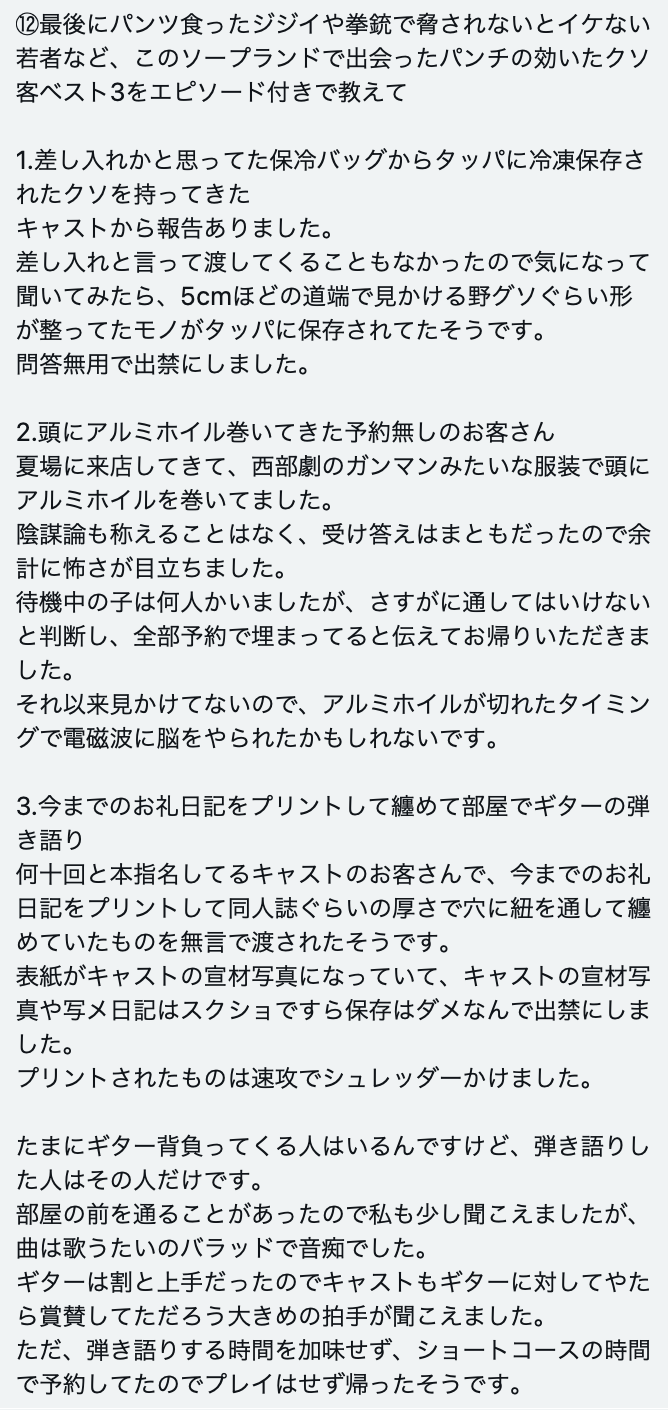 ⑫最後にパンツ食ったジジイや拳銃で脅されないとイケない
若者など、このソープランドで出会ったパンチの効いたクソ
客ベスト3をエピソード付きで教えて
1.差し入れかと思ってた保冷バッグからタッパに冷凍保存さ
れたクソを持ってきた
キャストから報告ありました。
差し入れと言って渡してくることもなかったので気になって
聞いてみたら、5cmほどの道端で見かける野グソぐらい形
が整ってたモノがタッパに保存されてたそうです。
問答無用で出禁にしました。
2.頭にアルミホイル巻いてきた予約無しのお客さん
夏場に来店してきて、西部劇のガンマンみたいな服装で頭に
アルミホイルを巻いてました。
陰謀論も称えることはなく、受け答えはまともだったので余
計に怖さが目立ちました。
待機中の子は何人かいましたが、さすがに通してはいけない
と判断し、全部予約で埋まってると伝えてお帰りいただきま
した。
それ以来見かけてないので、アルミホイルが切れたタイミン
グで電磁波に脳をやられたかもしれないです。
3.今までのお礼日記をプリントして纏めて部屋でギターの弾
き語り
何十回と本指名してるキャストのお客さんで、今までのお礼
日記をプリントして同人誌ぐらいの厚さで穴に紐を通して纏
めていたものを無言で渡されたそうです。
表紙がキャストの宣材写真になっていて、キャストの宣材写
真や写メ日記はスクショですら保存はダメなんで出禁にしま
した。
プリントされたものは速攻でシュレッダーかけました。
たまにギター背負ってくる人はいるんですけど、弾き語りし
た人はその人だけです。
部屋の前を通ることがあったので私も少し聞こえましたが、
曲は歌うたいのバラッドで音痴でした。
ギターは割と上手だったのでキャストもギターに対してやた
ら賞賛してただろう大きめの拍手が聞こえました。
ただ、弾き語りする時間を加味せず、ショートコースの時間
で予約してたのでプレイはせず帰ったそうです。